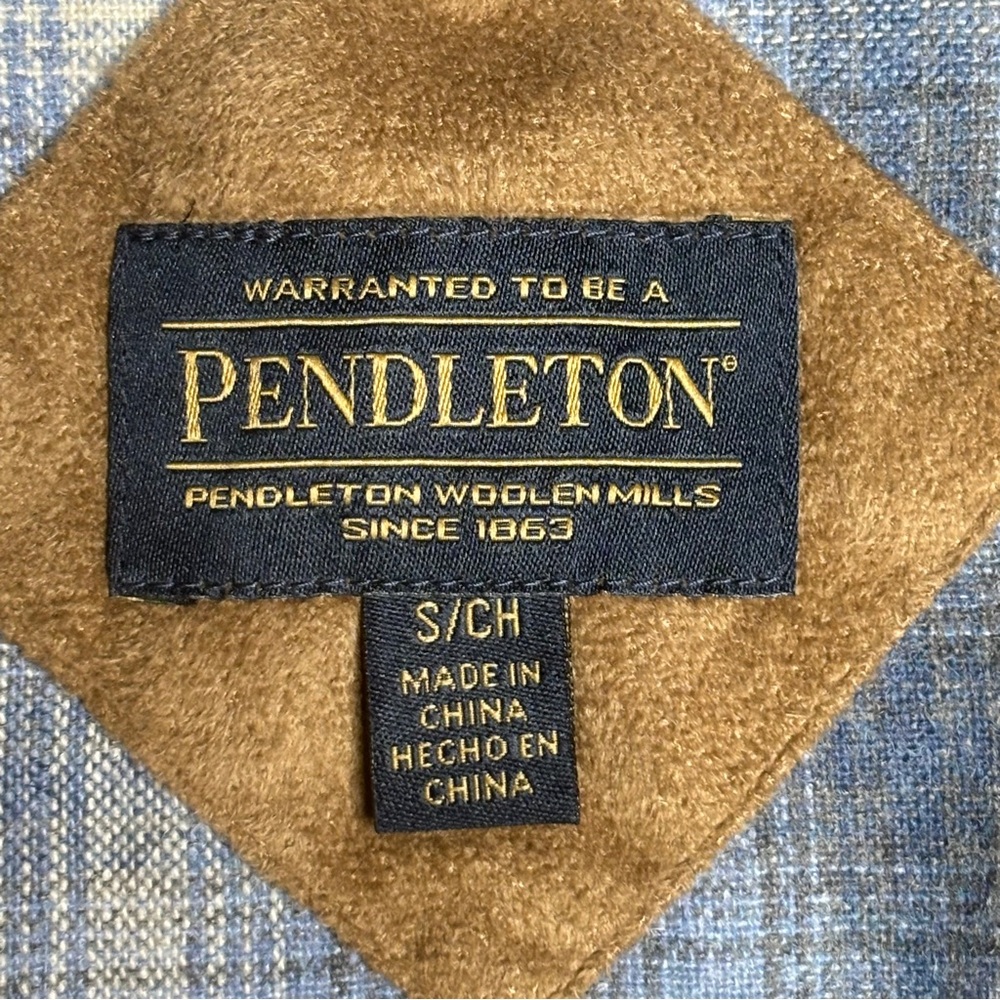 WARRANTED TO BE A
PENDLETON®
PENDLETON WOOLEN MILLS
SINCE 1863
S/CH
MADE IN
CHINA
HECHO EN
CHINA